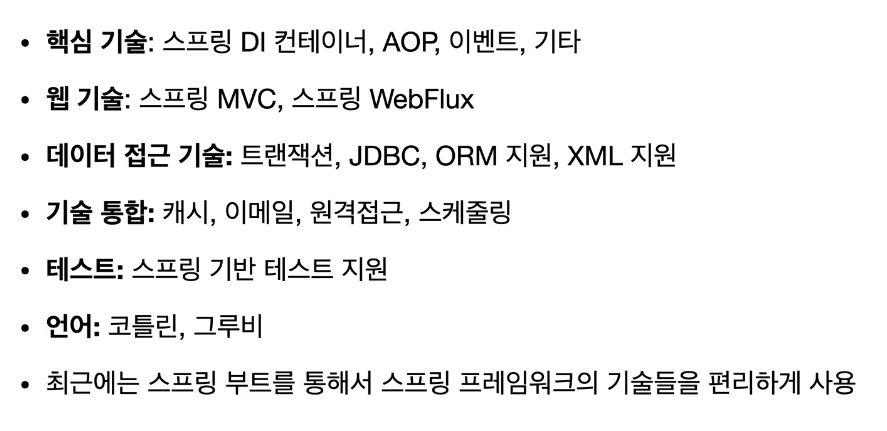 • 핵심 기술: 스프링 DI 컨테이너, AOP, 이벤트, 기타
• 웹 기술: 스프링 MVC, 스프링 WebFlux
• 데이터 접근 기술: 트랜잭션, JDBC, ORM 지원, XML 지원
• 기술 통합: 캐시, 이메일, 원격접근, 스케줄링
• 테스트: 스프링 기반 테스트 지원
• 언어: 코틀린, 그루비
• 최근에는 스프링 부트를 통해서 스프링 프레임워크의 기술들을 편리하게 사용